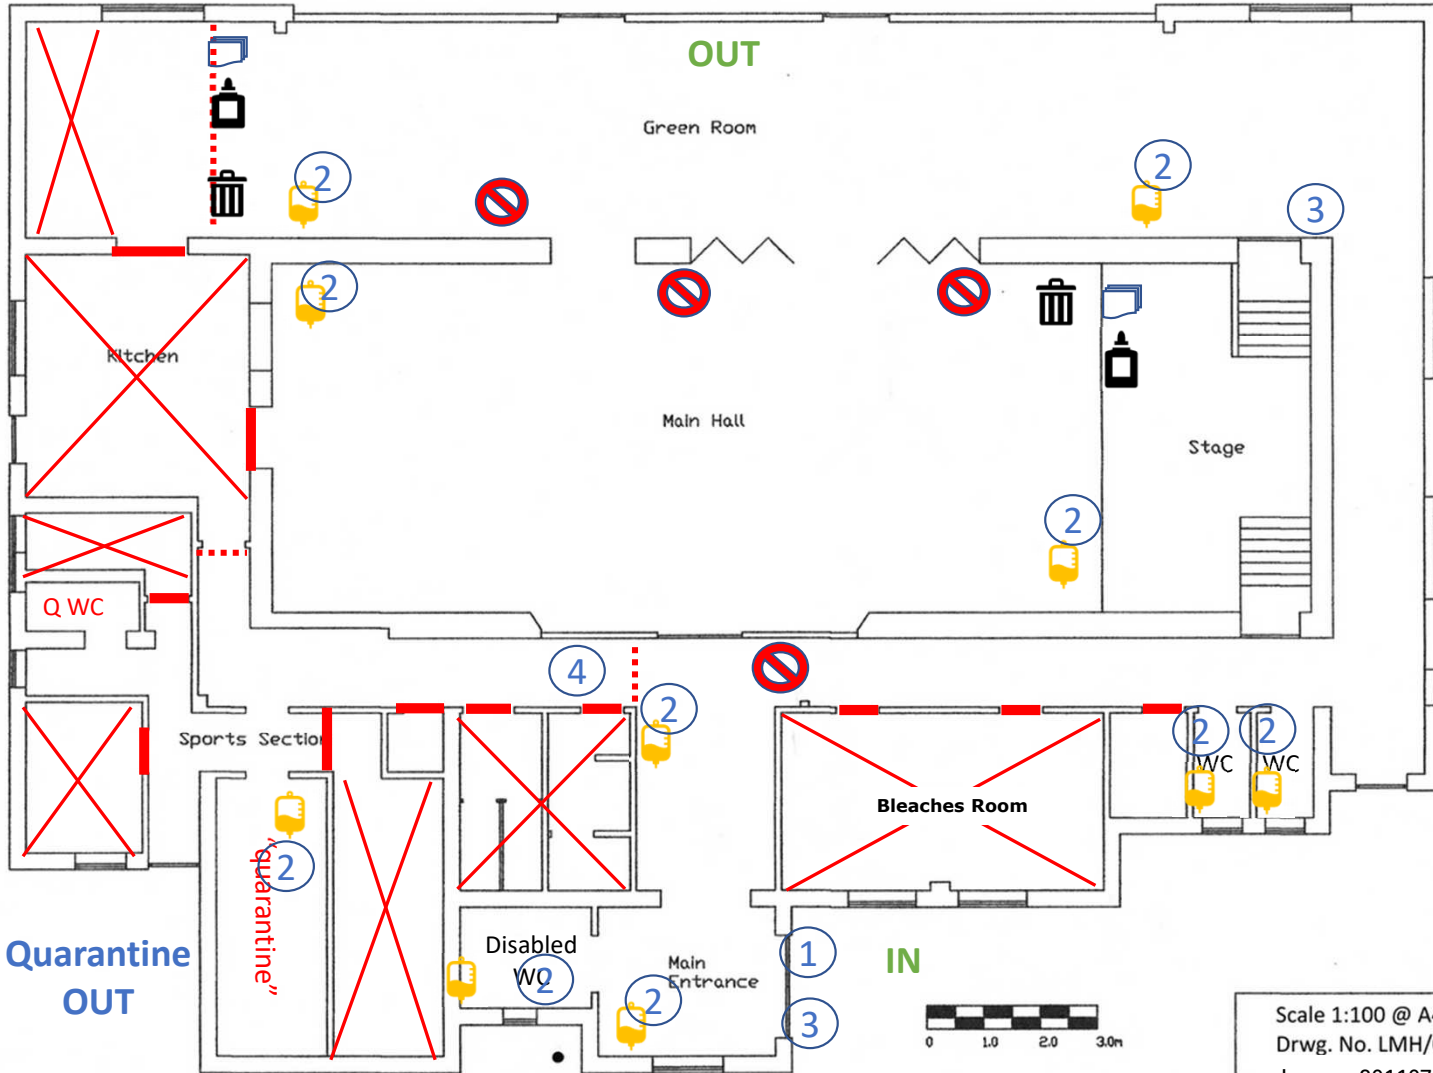 OUT
Green Room
2
2
3
2
Kitchen
Main Hall
Stage
2
Q WC
4
2
2
2
Sports Section
WC
WC
Bleaches Room
2
"quarantine"
Quarantine
OUT
Disabled
WC
2
Main
Entrance
1
IN
2
3
Scale 1:100 @ A4
0 1.0 2.0 3.0m
Drwg. No. LMH/